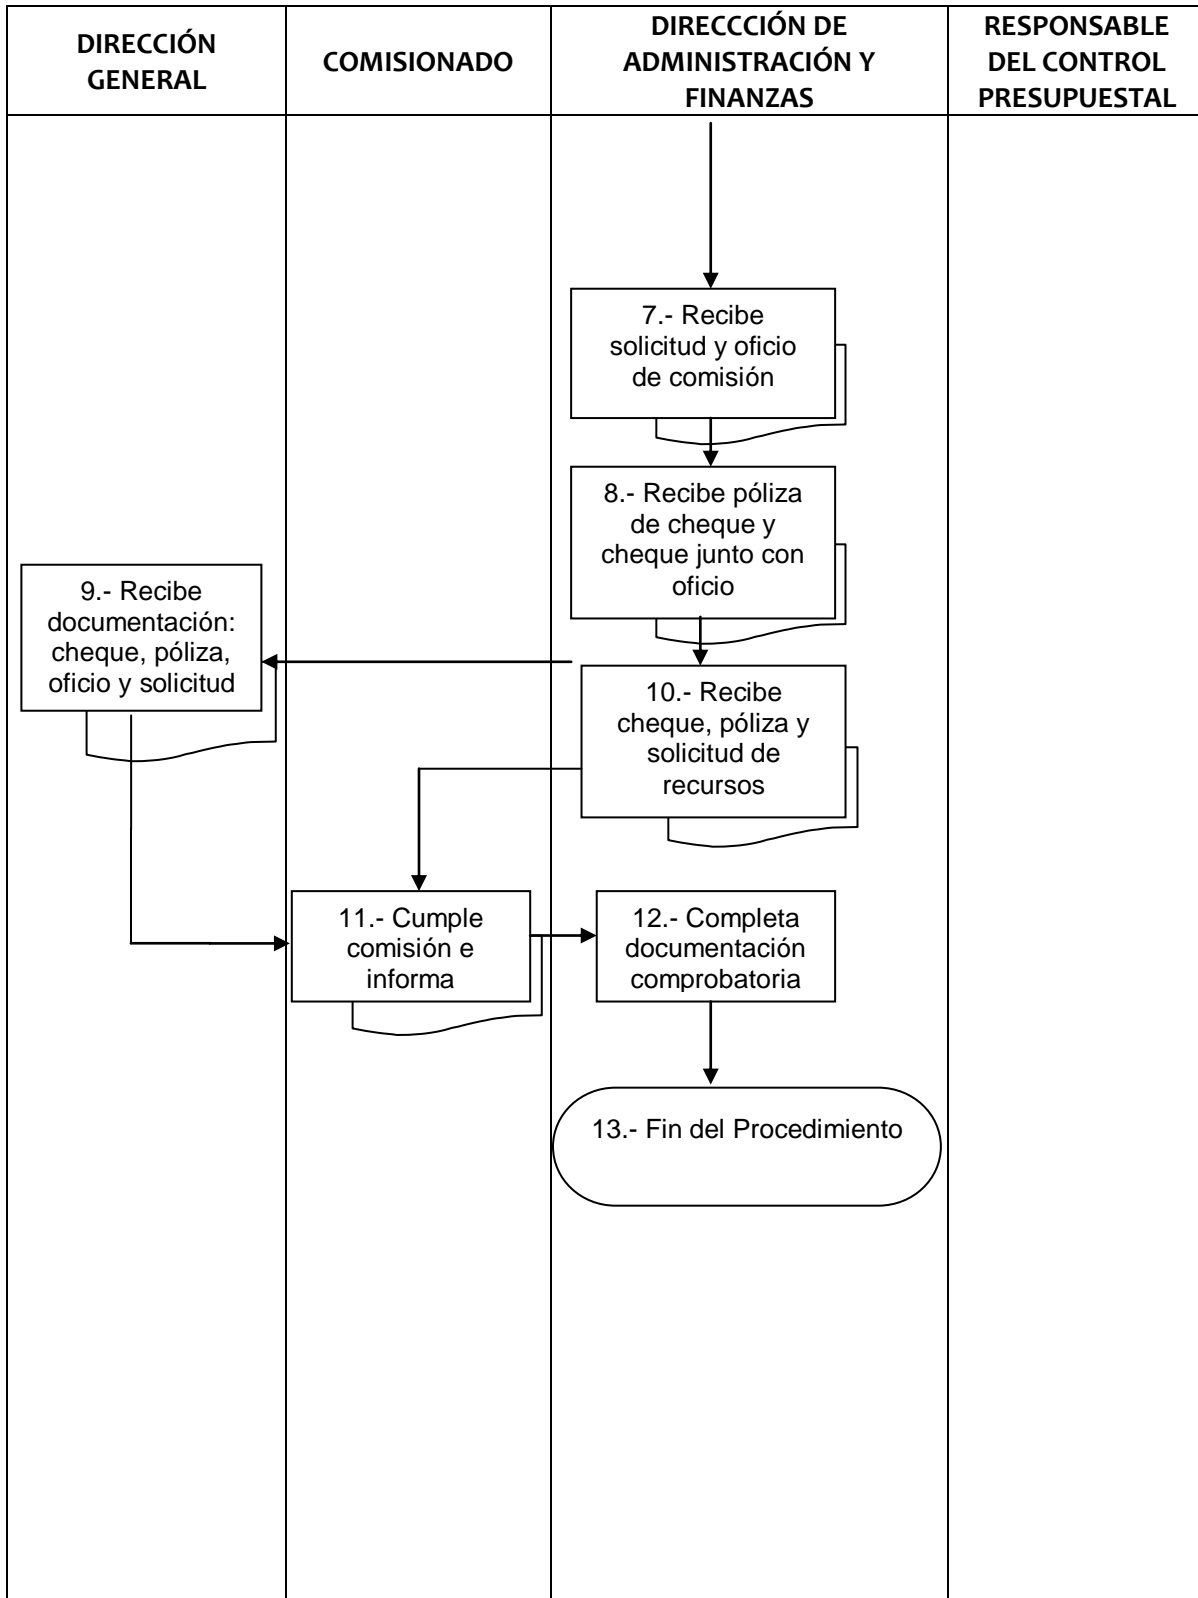 DIRECCIÓN
GENERAL
COMISIONADO
DIRECCCIÓN DE
ADMINISTRACIÓN Y
FINANZAS
RESPONSABLE
DEL CONTROL
PRESUPUESTAL
7.- Recibe
solicitud y oficio
de comisión
8.- Recibe póliza
de cheque y
cheque junto con
oficio
9.- Recibe
documentación:
cheque, póliza,
oficio y solicitud
10.- Recibe
cheque, póliza y
solicitud de
recursos
11.- Cumple
comisión e
informa
12.- Completa
documentación
comprobatoria
13.- Fin del Procedimiento